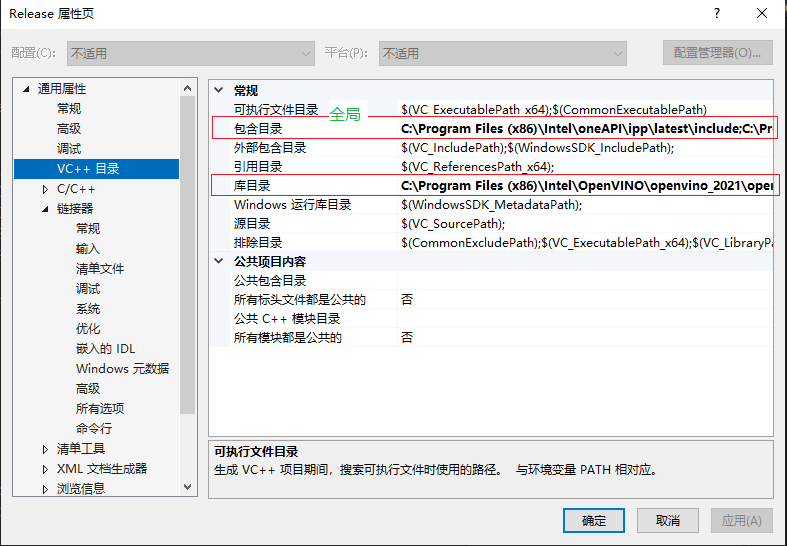 Release 属性页
配置(C): 不适用 平台(P): 不适用 配置管理器(O)...
通用属性
常规
高级
调试
VC++ 目录
C/C++
链接器
常规
输入
清单文件
调试
系统
优化
嵌入的 IDL
Windows 元数据
高级
所有选项
命令行
清单工具
XML 文档生成器
浏览信息
常规
可执行文件目录 $(VC_ExecutablePath_x64);$(CommonExecutablePath)
全局
包含目录 C:\Program Files (x86)\Intel\oneAPI\ipp\latest\include;C:\Pr
外部包含目录 $(VC_IncludePath);$(WindowsSDK_IncludePath);
引用目录 $(VC_ReferencesPath_x64);
库目录 C:\Program Files (x86)\Intel\OpenVINO\openvino_2021\ope
Windows 运行库目录 $(WindowsSDK_MetadataPath);
源目录 $(VC_SourcePath);
排除目录 $(CommonExcludePath);$(VC_ExecutablePath_x64);$(VC_LibraryPa
公共项目内容
公共包含目录
所有标头文件都是公共的 否
公共 C++ 模块目录
所有模块都是公共的 否
可执行文件目录
生成 VC++ 项目期间，搜索可执行文件时使用的路径。 与环境变量 PATH 相对应。
确定 取消 应用(A)